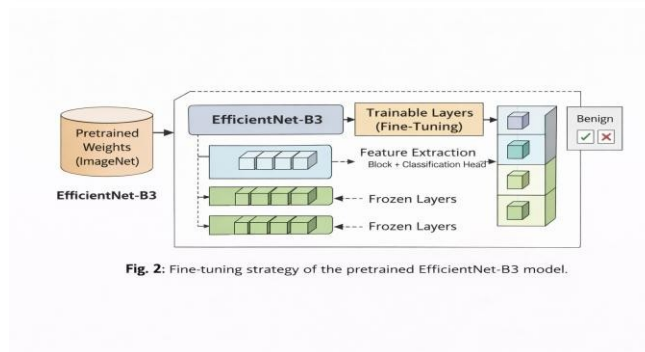 Pretrained
Weights
(ImageNet)
EfficientNet-B3
EfficientNet-B3
Trainable Layers
(Fine-Tuning)
Feature Extraction
Block + Classification Head
Frozen Layers
Frozen Layers
Benign
Fig. 2: Fine-tuning strategy of the pretrained EfficientNet-B3 model.